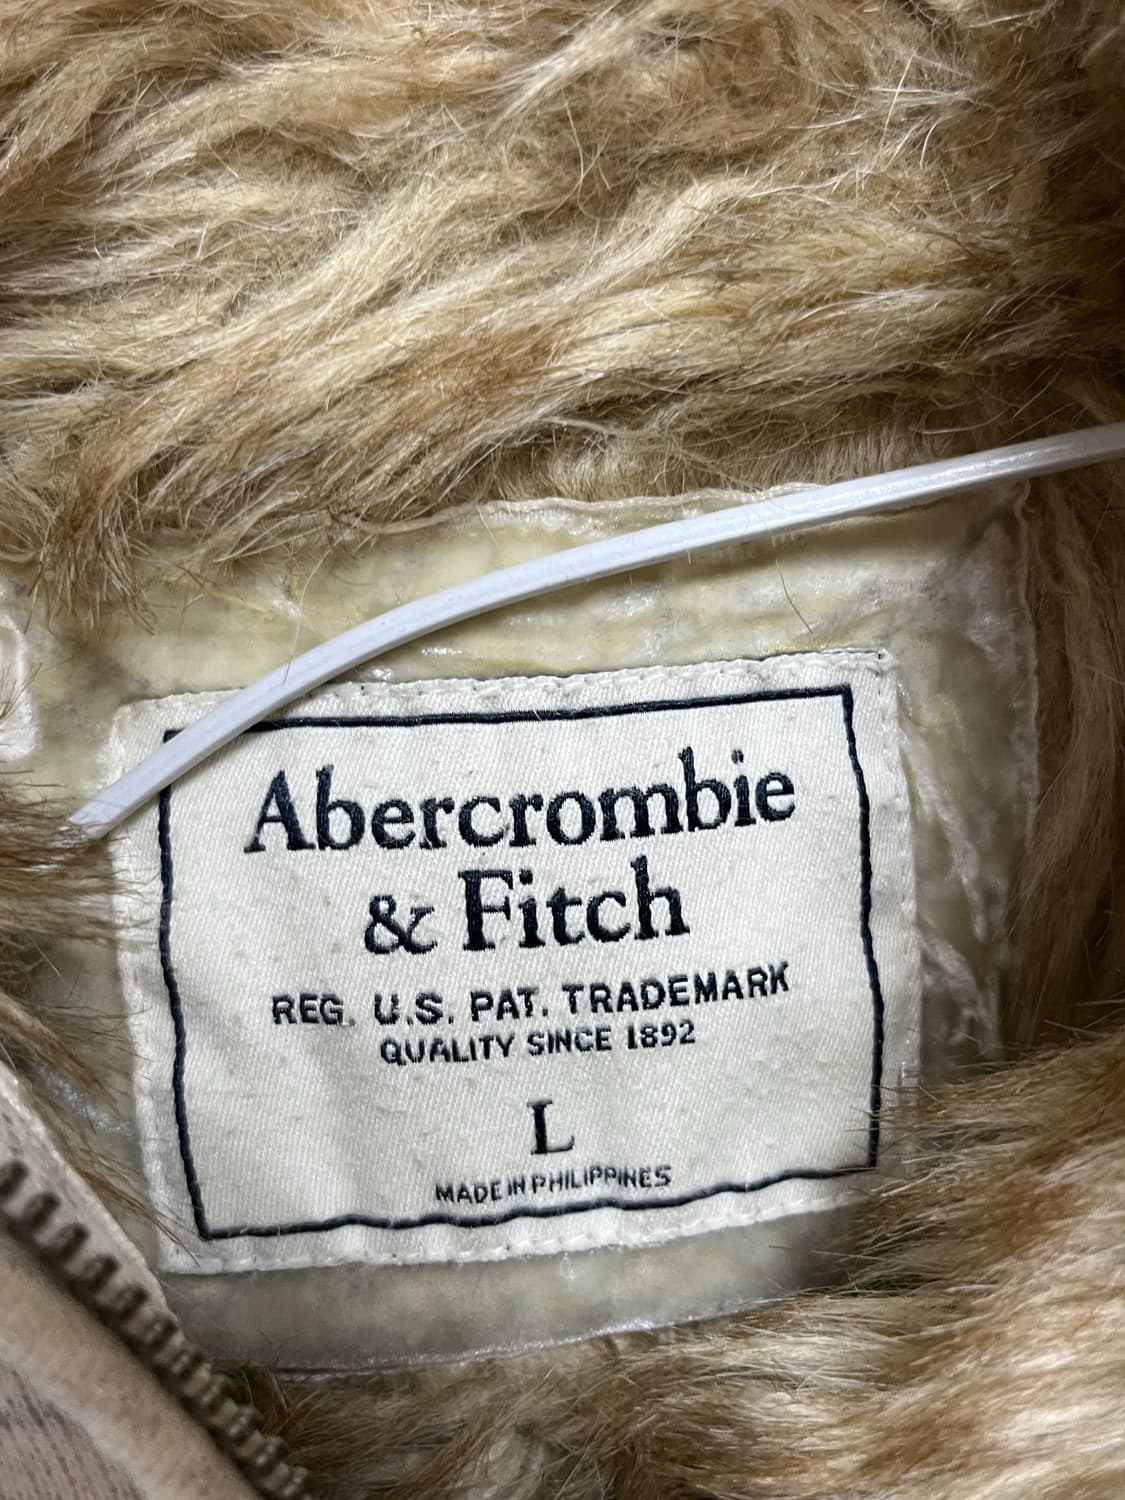 Abercrombie
& Fitch
REG. U.S. PAT. TRADEMARK
QUALITY SINCE 1892
L
MADE IN PHILIPPINES